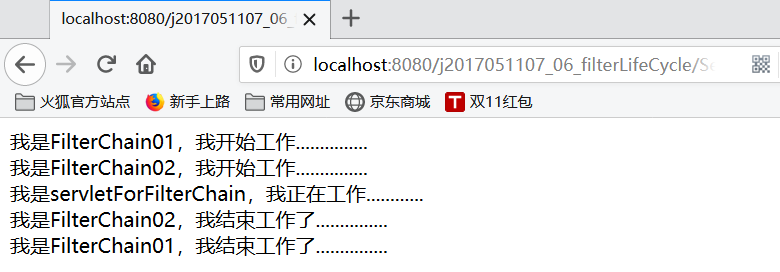 localhost:8080/j2017051107_06_
localhost:8080/j2017051107_06_filterLifeCycle/Se
火狐官方站点 新手上路 常用网址 京东商城 T 双11红包
我是FilterChain01，我开始工作...............
我是FilterChain02，我开始工作...............
我是servletForFilterChain，我正在工作............
我是FilterChain02，我结束工作了...............
我是FilterChain01，我结束工作了...............